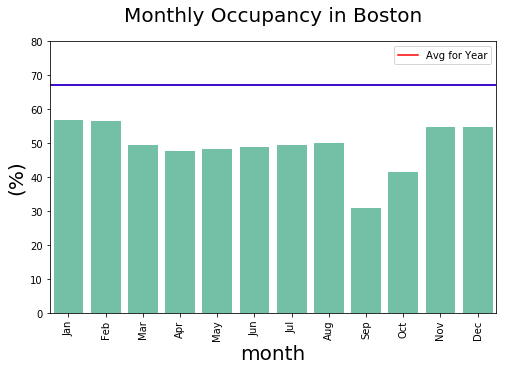 Monthly Occupancy in Boston
Avg for Year
(%)
80
70
60
50
40
30
20
10
0
Jan
Feb
Mar
Apr
May
Jun
Jul
Aug
Sep
Oct
Nov
Dec
month